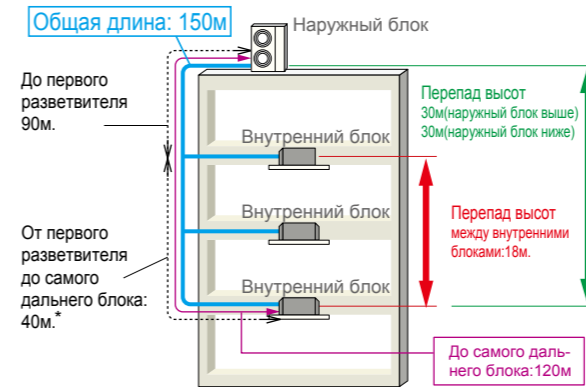 Общая длина: 150м
Наружный блок
До первого
разветвителя
90м.
Перепад высот
30м(наружный блок выше)
30м(наружный блок ниже)
Внутренний блок
Внутренний блок
Перепад высот
между внутренними
блоками:18м.
От первого
разветвителя
до самого
дальнего блока:
40м.*
Внутренний блок
До самого даль-
него блока:120м